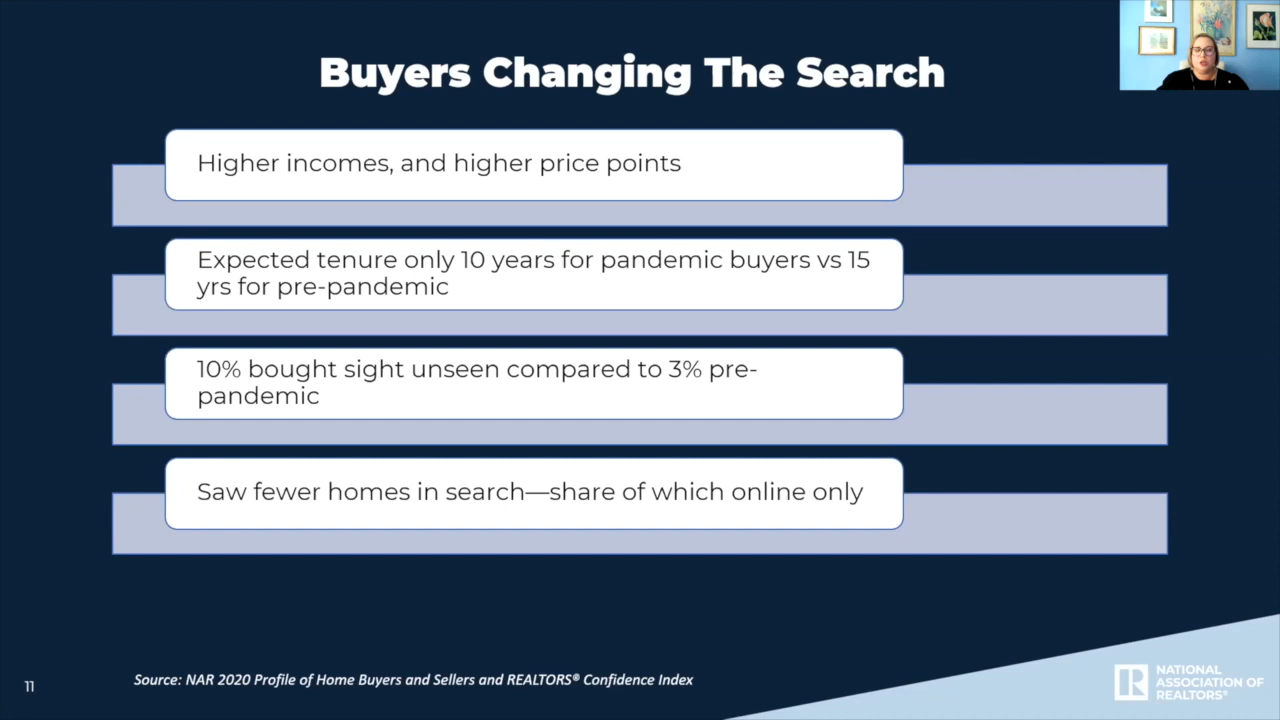 Buyers Changing The Search
Higher incomes, and higher price points
Expected tenure only 10 years for pandemic buyers vs 15
yrs for pre-pandemic
10% bought sight unseen compared to 3% pre-
pandemic
Saw fewer homes in search—share of which online only
11
Source: NAR 2020 Profile of Home Buyers and Sellers and REALTORS® Confidence Index
NATIONAL
ASSOCIATION OF
REALTORS®